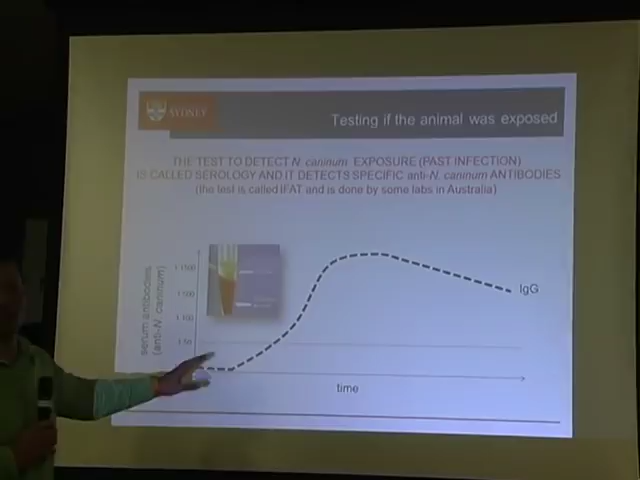 SYDNEY
Testing if the animal was exposed
THE TEST TO DETECT N. caninum EXPOSURE (PAST INFECTION)
IS CALLED SEROLOGY AND IT DETECTS SPECIFIC anti-N. caninum ANTIBODIES
(the test is called IFAT and is done by some labs in Australia)
serum antibodies
(anti-N. caninum)
IgG
time